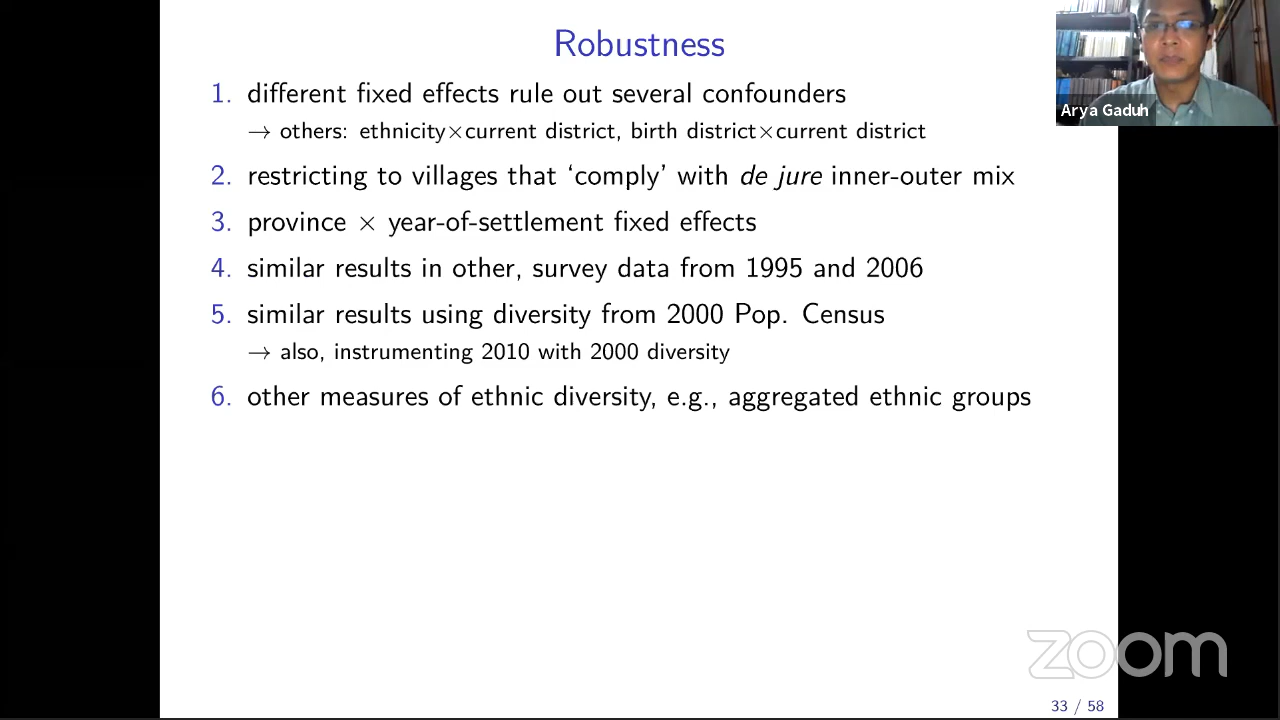 Robustness
1. different fixed effects rule out several confounders
→ others: ethnicity×current district, birth district×current district
2. restricting to villages that ‘comply’ with de jure inner-outer mix
3. province × year-of-settlement fixed effects
4. similar results in other, survey data from 1995 and 2006
5. similar results using diversity from 2000 Pop. Census
→ also, instrumenting 2010 with 2000 diversity
6. other measures of ethnic diversity, e.g., aggregated ethnic groups
Arya Gaduh
zoom
33 / 58